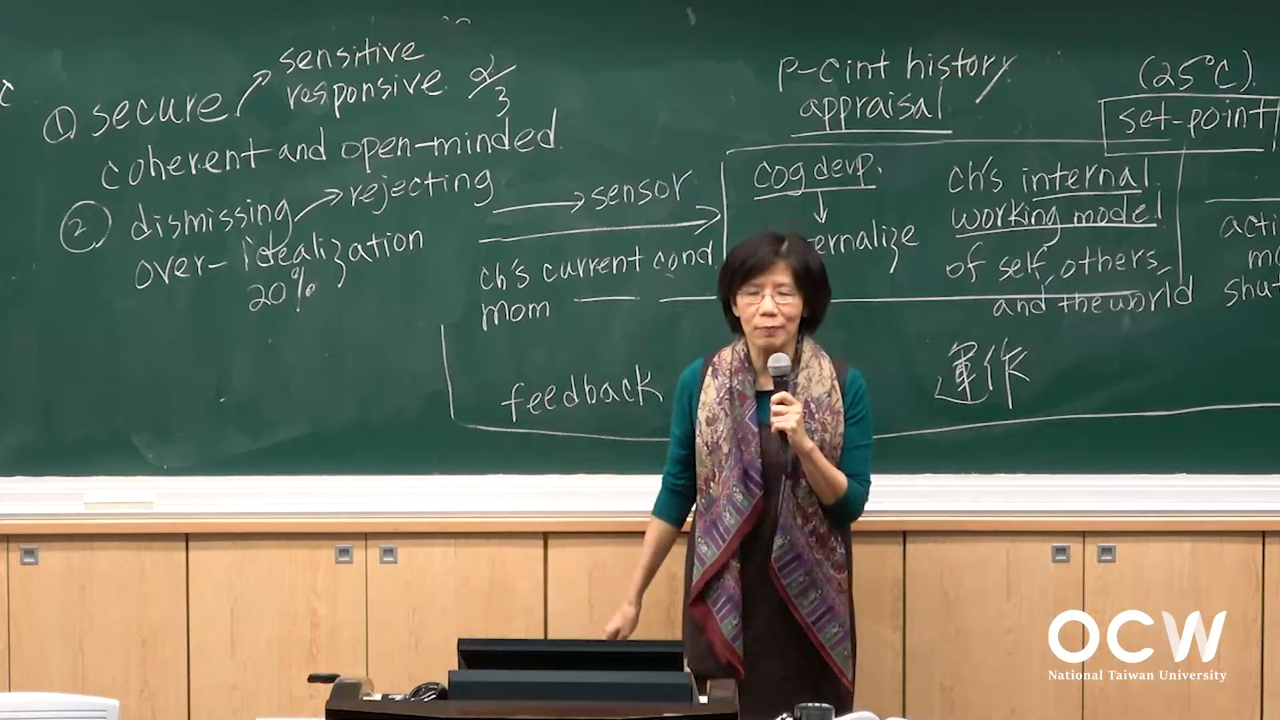 ① secure
sensitive
responsive 2/3
coherent and open-minded
② dismissing → rejecting
over-idealization
20%
→ sensor
ch's current cond
mom
feedback
history
appraisal
cog devp.
ernalize
ch's internal
working model
of self, others,
and the world
運作
(25°C)
set-point
OCW
National Taiwan University